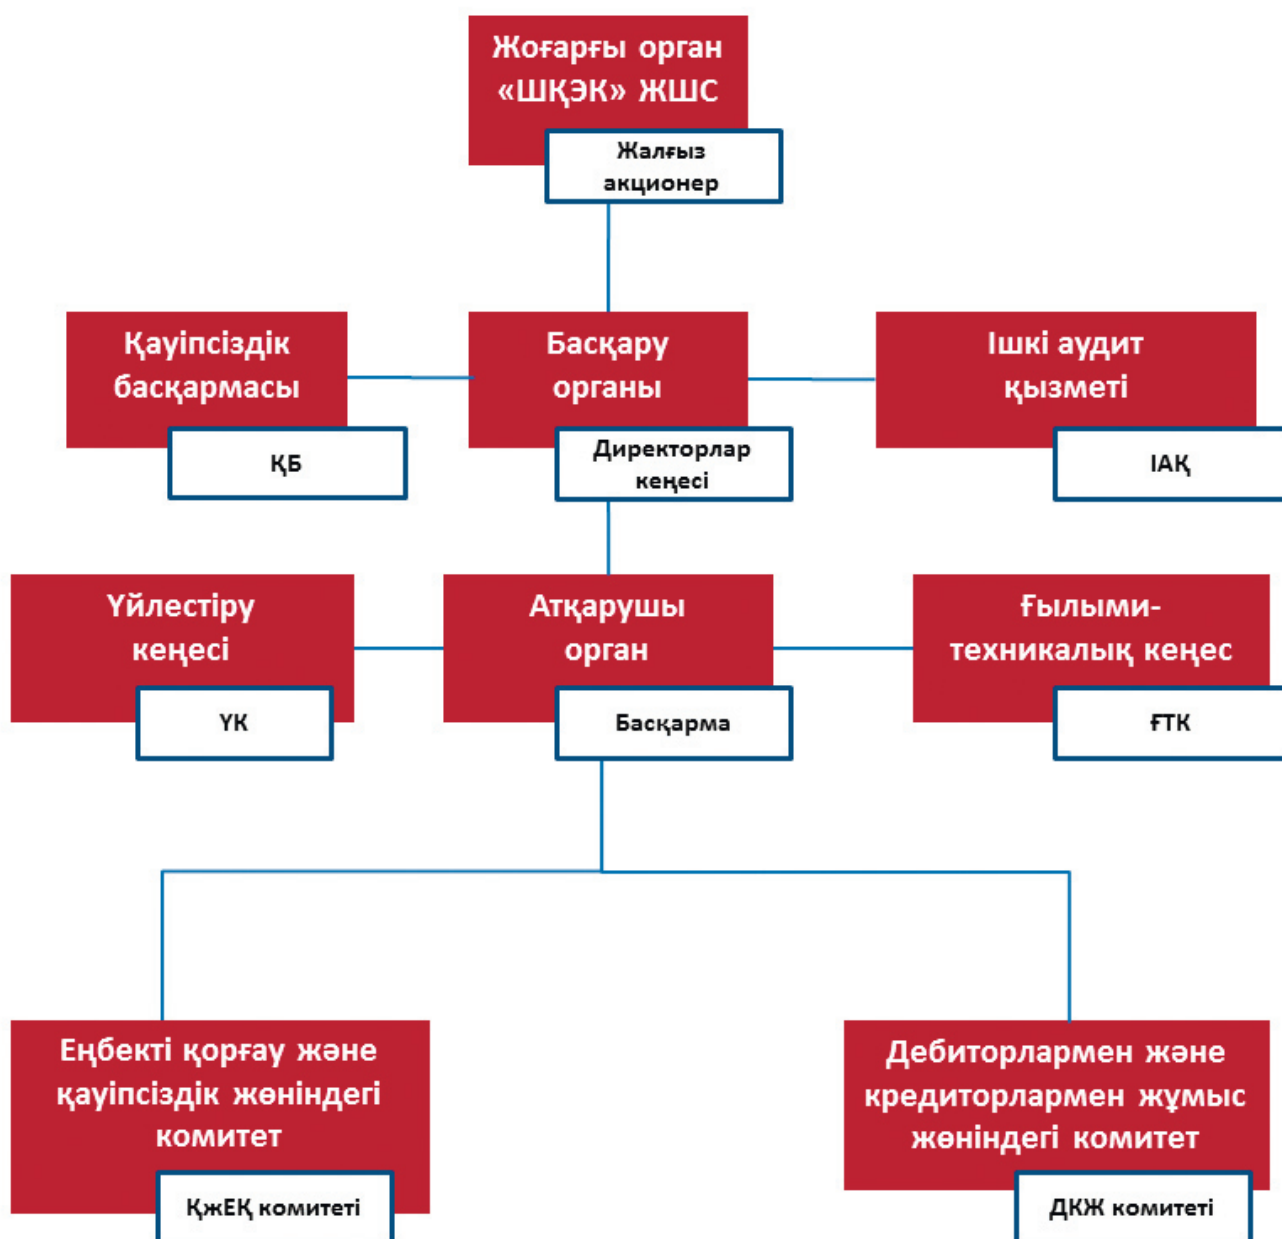 Жоғарғы орган
«ШҚЭК» ЖШС
Жалғыз
акционер
Қауіпсіздік
басқармасы
ҚБ
Басқару
органы
Директорлар
кеңесі
Ішкі аудит
қызметі
ІАҚ
Үйлестіру
кеңесі
ҮК
Атқарушы
орган
Басқарма
Ғылыми-
техникалық кеңес
ҒТК
Еңбекті қорғау және
қауіпсіздік жөніндегі
комитет
ҚжЕҚ комитеті
Дебиторлармен және
кредиторлармен жұмыс
жөніндегі комитет
ДКЖ комитеті